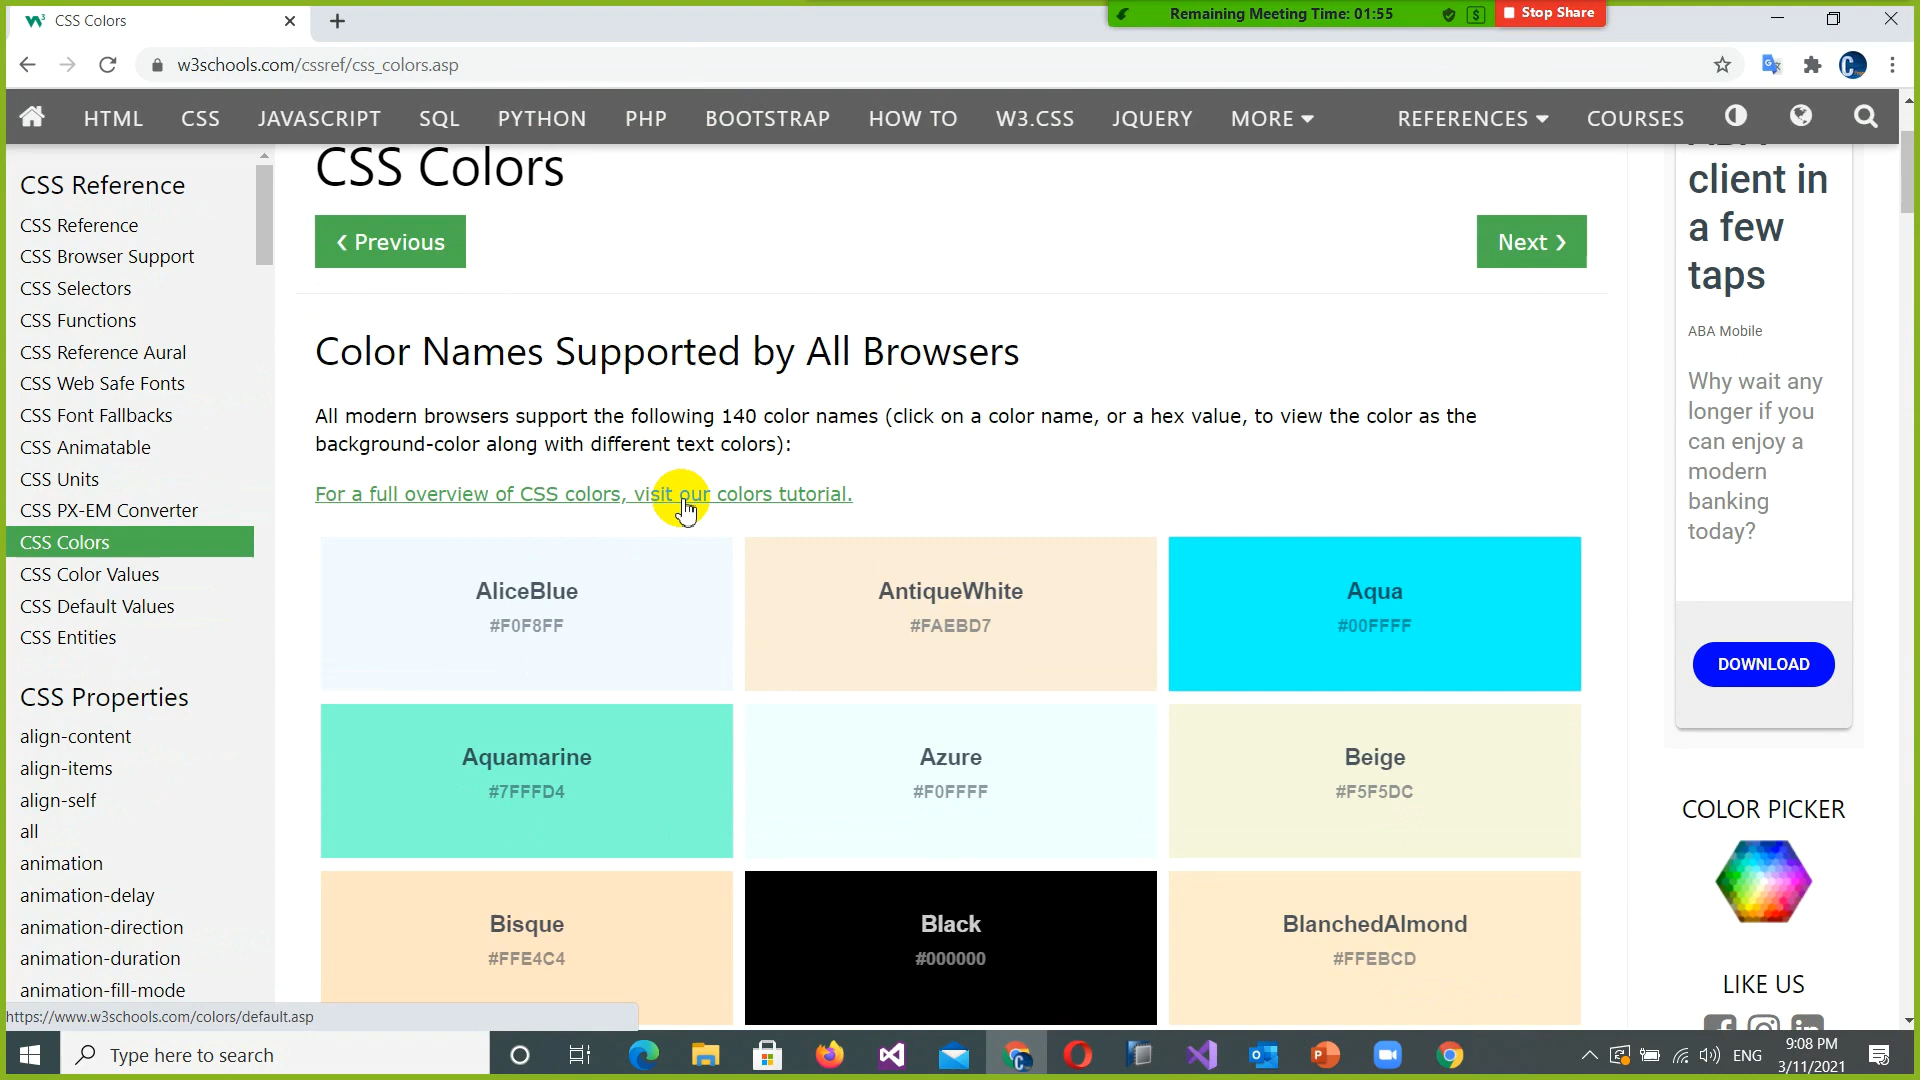 CSS Colors
Remaining Meeting Time: 01:55
Stop Share
w3schools.com/cssref/css_colors.asp
HTML CSS JAVASCRIPT SQL PYTHON PHP BOOTSTRAP HOW TO W3.CSS JQUERY MORE REFERENCES COURSES
CSS Reference
CSS Reference
CSS Browser Support
CSS Selectors
CSS Functions
CSS Reference Aural
CSS Web Safe Fonts
CSS Font Fallbacks
CSS Animatable
CSS Units
CSS PX-EM Converter
CSS Colors
CSS Color Values
CSS Default Values
CSS Entities
CSS Properties
align-content
align-items
align-self
all
animation
animation-delay
animation-direction
animation-duration
animation-fill-mode
https://www.w3schools.com/colors/default.asp
CSS Colors
❮ Previous
Next ❯
Color Names Supported by All Browsers
All modern browsers support the following 140 color names (click on a color name, or a hex value, to view the color as the
background-color along with different text colors):
For a full overview of CSS colors, visit our colors tutorial.
AliceBlue
#F0F8FF
AntiqueWhite
#FAEBD7
Aqua
#00FFFF
Aquamarine
#7FFFD4
Azure
#F0FFFF
Beige
#F5F5DC
Bisque
#FFE4C4
Black
#000000
BlanchedAlmond
#FFEBCD
client in
a few
taps
ABA Mobile
Why wait any
longer if you
can enjoy a
modern
banking
today?
DOWNLOAD
COLOR PICKER
LIKE US
Type here to search
ENG
9:08 PM
3/11/2021